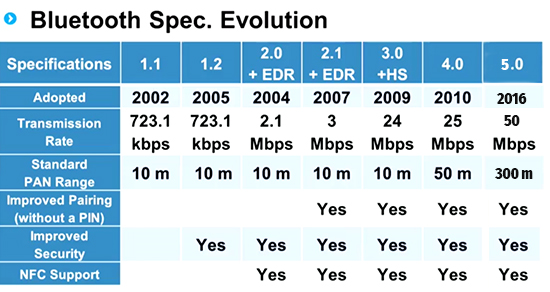 Bluetooth Spec. Evolution
Specifications 1.1 1.2 2.0 + EDR 2.1 + EDR 3.0 +HS 4.0 5.0
Adopted 2002 2005 2004 2007 2009 2010 2016
Transmission Rate 723.1 kbps 723.1 kbps 2.1 Mbps 3 Mbps 24 Mbps 25 Mbps 50 Mbps
Standard PAN Range 10 m 10 m 10 m 10 m 10 m 50 m 300 m
Improved Pairing (without a PIN) Yes Yes Yes Yes
Improved Security Yes Yes Yes Yes Yes Yes
NFC Support Yes Yes Yes Yes Yes